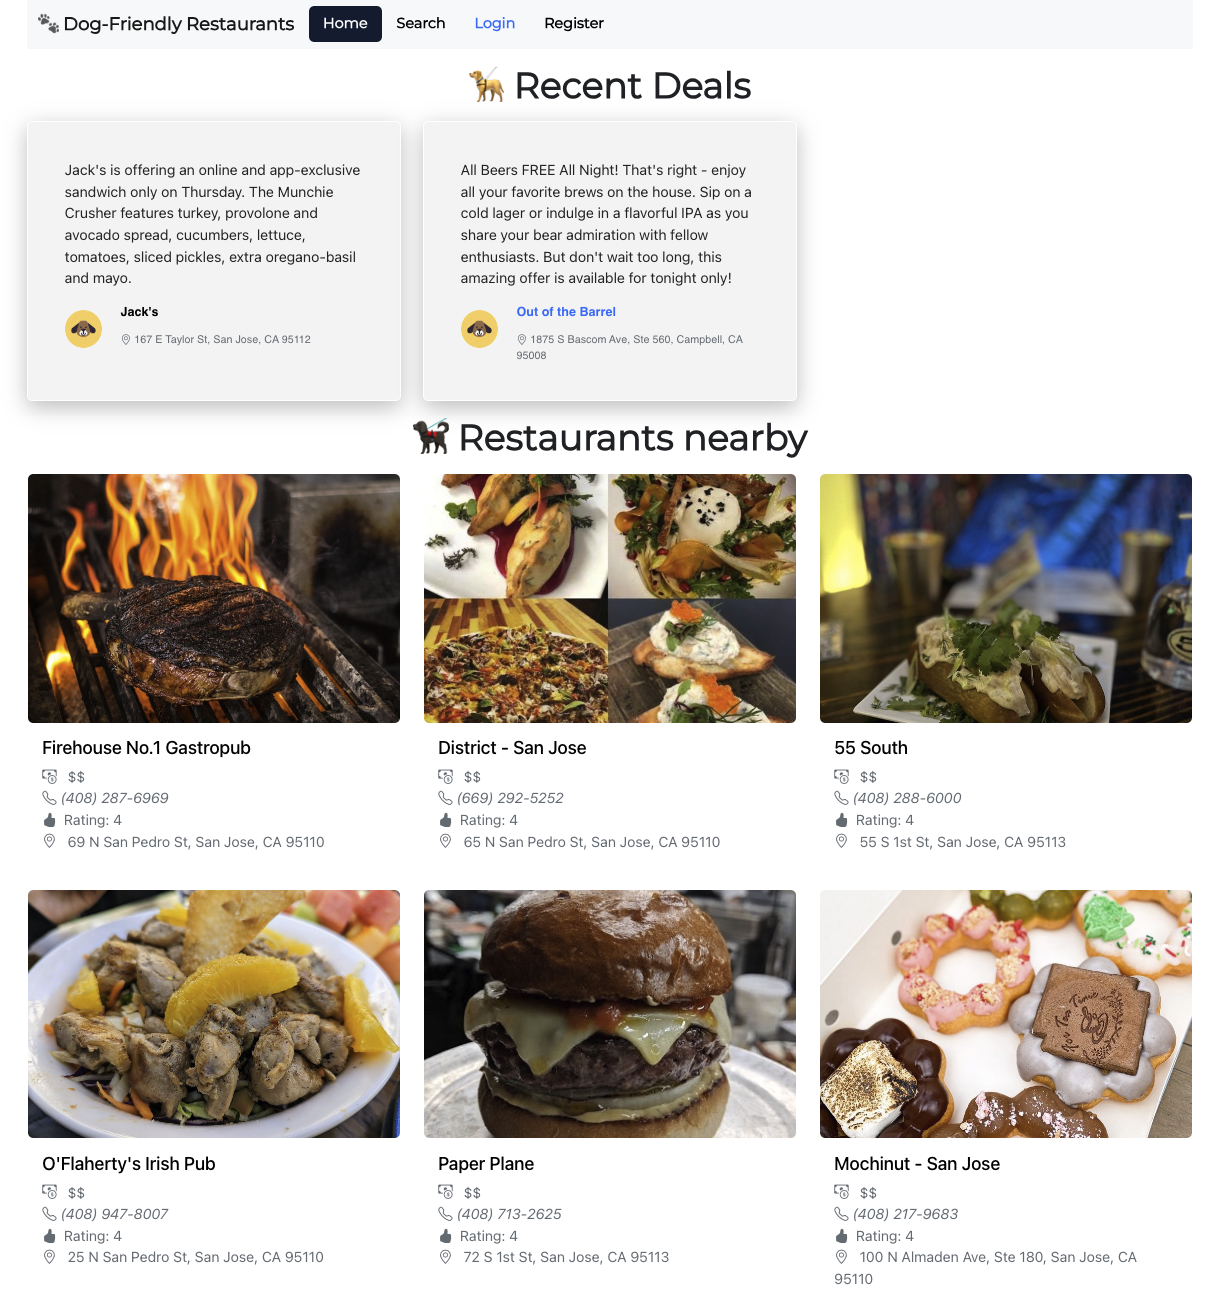 Dog-Friendly Restaurants Home Search Login Register
Recent Deals
Jack's is offering an online and app-exclusive
sandwich only on Thursday. The Munchie
Crusher features turkey, provolone and
avocado spread, cucumbers, lettuce,
tomatoes, sliced pickles, extra oregano-basil
and mayo.
Jack's
167 E Taylor St, San Jose, CA 95112
All Beers FREE All Night! That's right - enjoy
all your favorite brews on the house. Sip on a
cold lager or indulge in a flavorful IPA as you
share your bear admiration with fellow
enthusiasts. But don't wait too long, this
amazing offer is available for tonight only!
Out of the Barrel
1875 S Bascom Ave, Ste 560, Campbell, CA
95008
Restaurants nearby
Firehouse No.1 Gastropub
$$
(408) 287-6969
Rating: 4
69 N San Pedro St, San Jose, CA 95110
District - San Jose
$$
(669) 292-5252
Rating: 4
65 N San Pedro St, San Jose, CA 95110
55 South
$$
(408) 288-6000
Rating: 4
55 S 1st St, San Jose, CA 95113
O'Flaherty's Irish Pub
$$
(408) 947-8007
Rating: 4
25 N San Pedro St, San Jose, CA 95110
Paper Plane
$$
(408) 713-2625
Rating: 4
72 S 1st St, San Jose, CA 95113
Mochinut - San Jose
$$
(408) 217-9683
Rating: 4
100 N Almaden Ave, Ste 180, San Jose, CA
95110